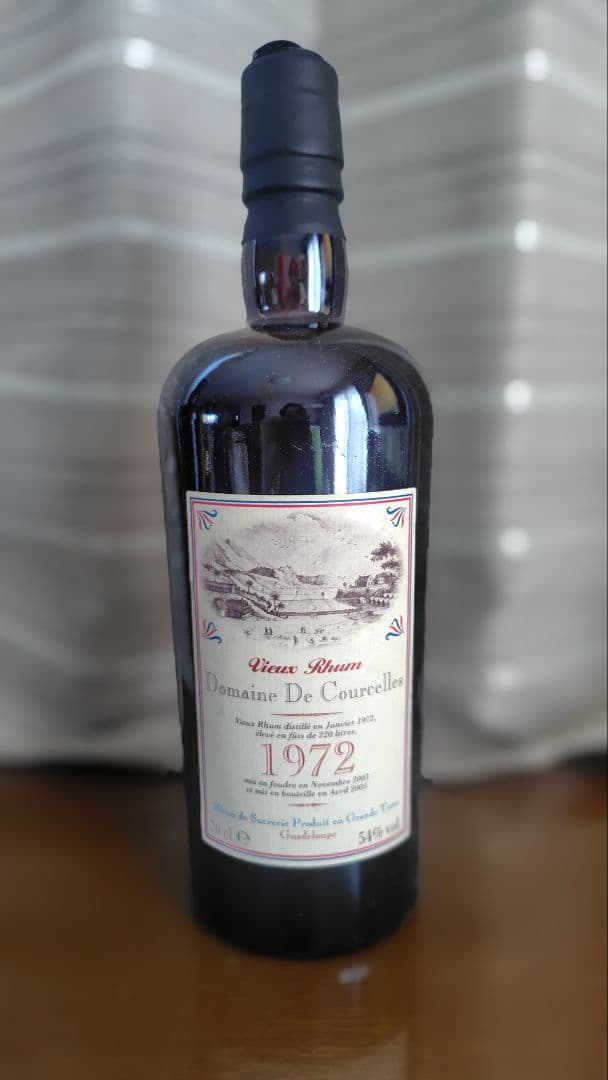 Vieux Rhum
Domaine De Courcelles
Vieux Rhum distillé en Janvier 1972,
élevé en fûts de 220 litres.
1972
mis en foudre en Novembre 2003
et mis en bouteille en Avril 2005
Rhum de Sucrerie Produit en Grande Terre
Guadeloupe
70 cl e
54% vol